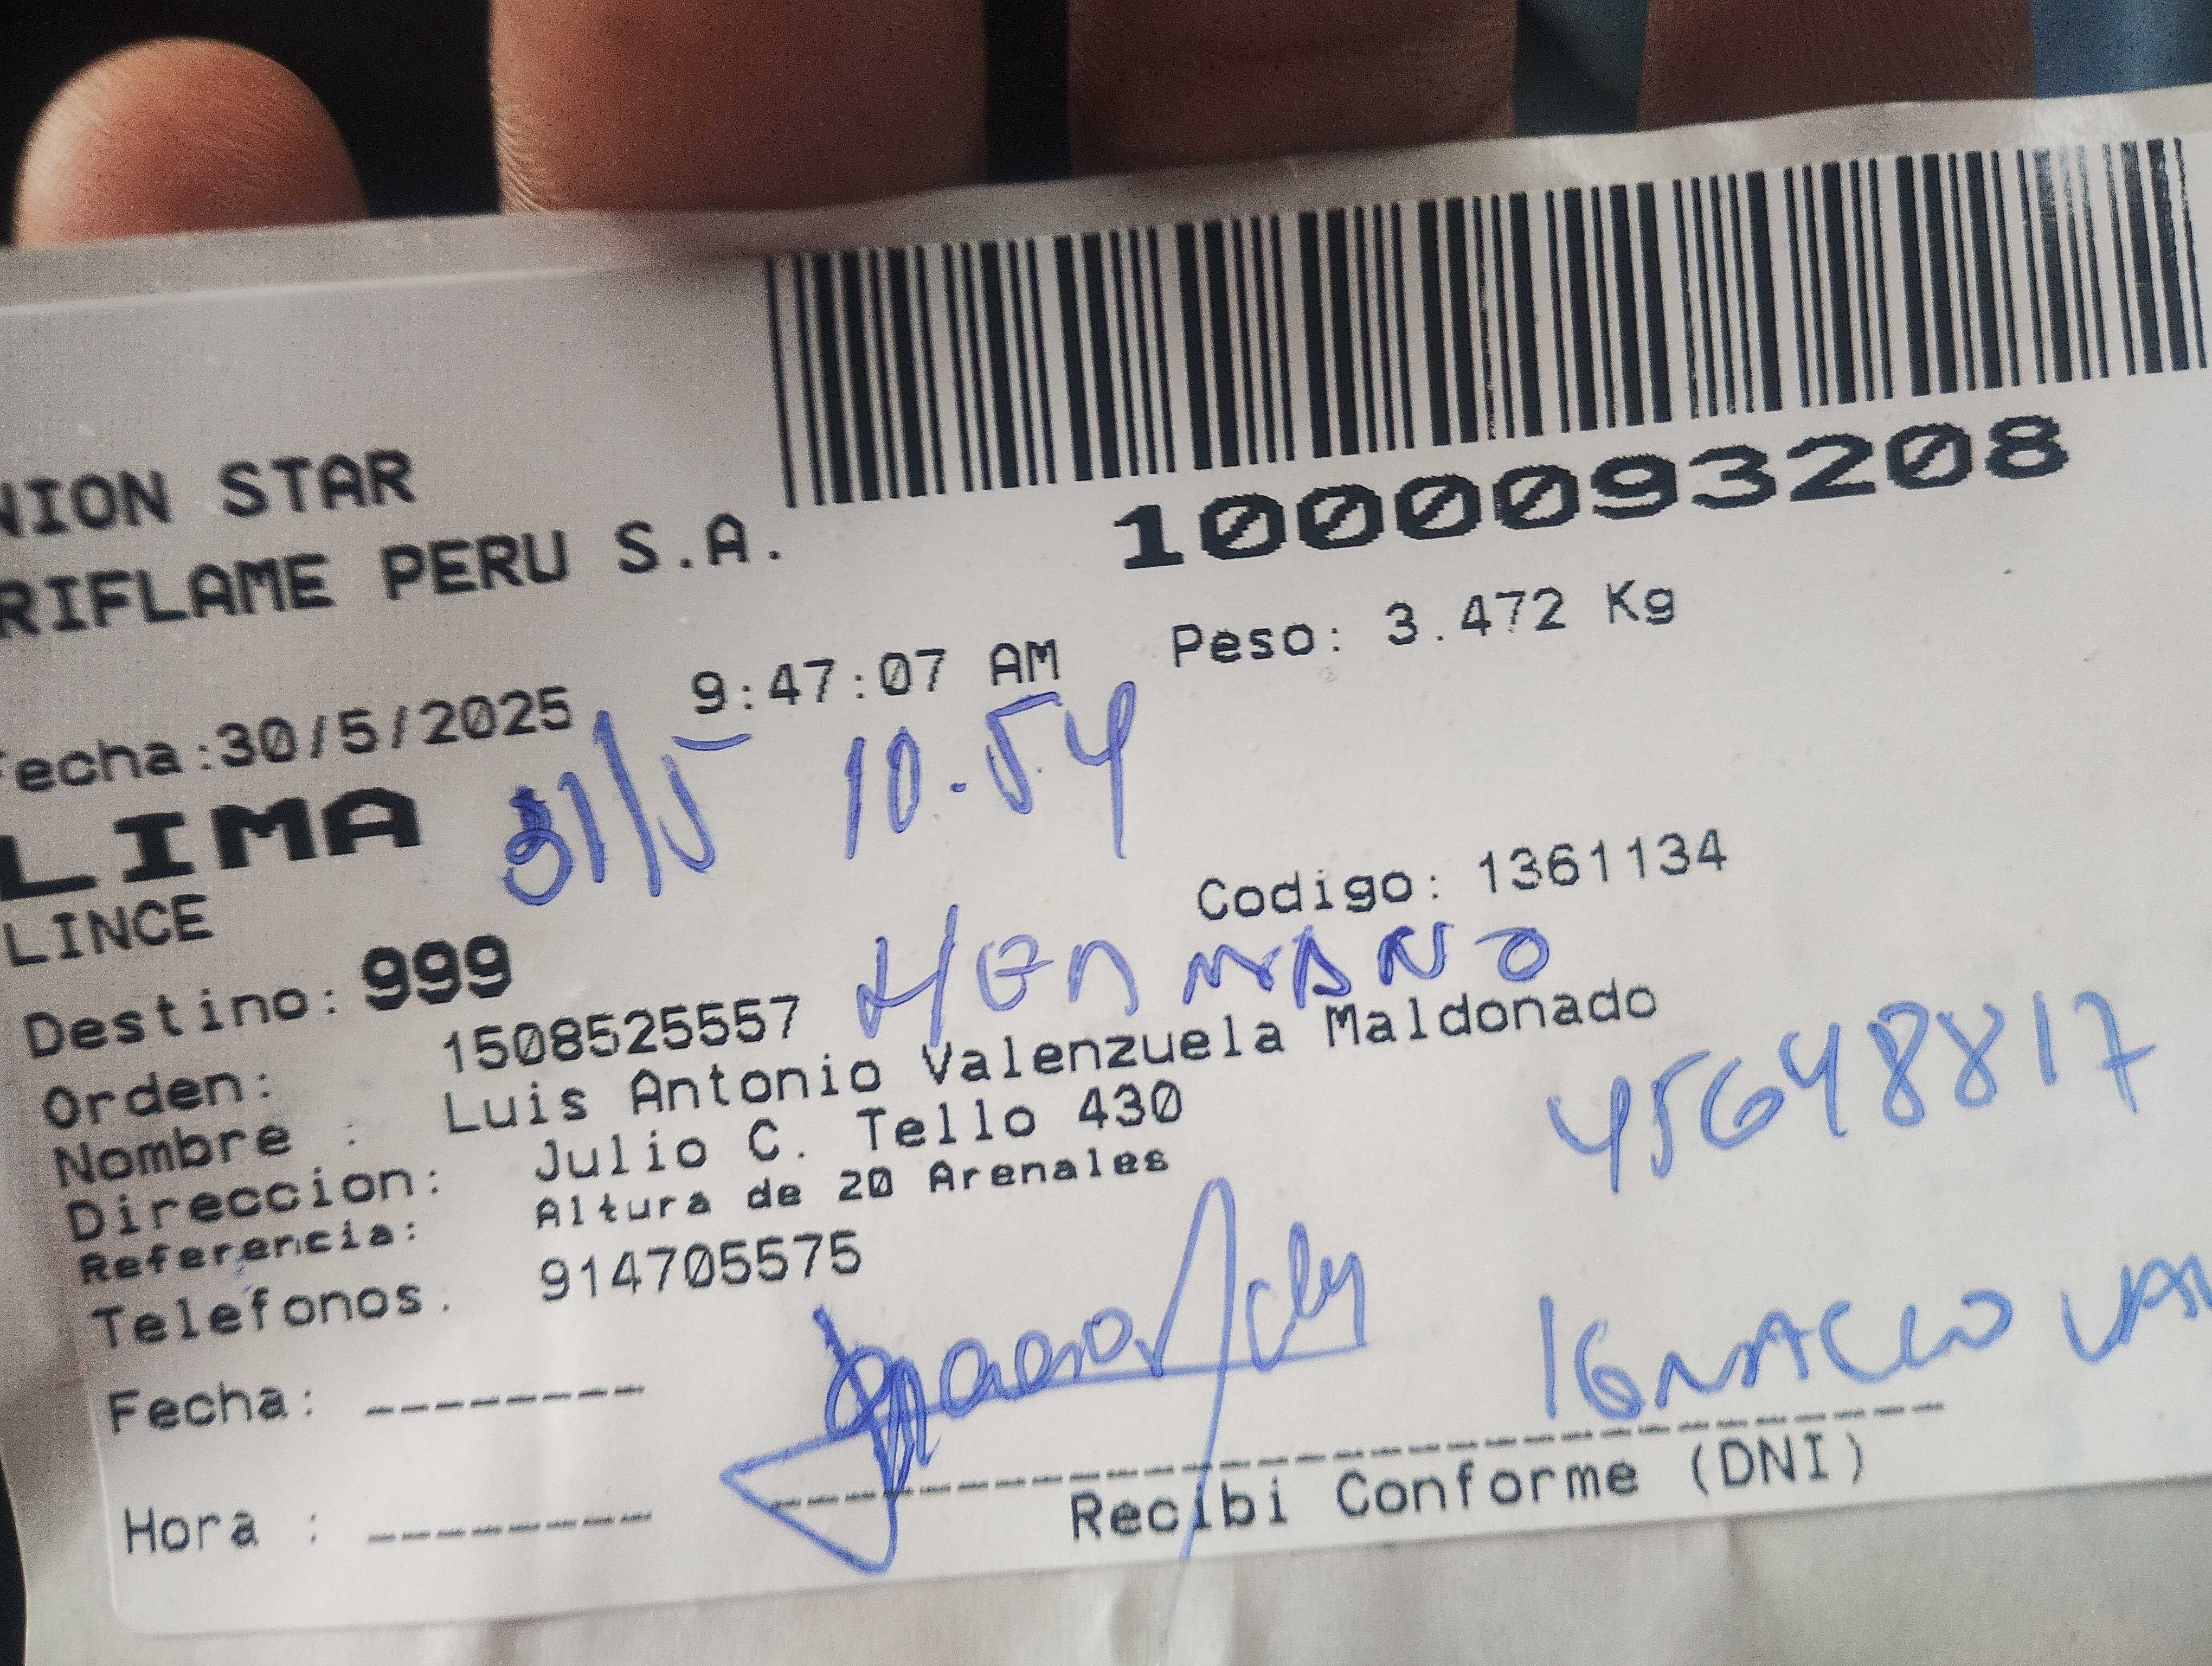 NION STAR
RIFLAME PERU S.A.
1000093208
Fecha:30/5/2025 9:47:07 AM Peso: 3.472 Kg
LIMA 31/5 10.54
LINCE Codigo: 1361134
Destino: 999 HERMANO
Orden: 1508525557
Nombre : Luis Antonio Valenzuela Maldonado
Direccion: Julio C. Tello 430 45648817
Referencia: Altura de 20 Arenales
Telefonos. 914705575
Fecha: -------- IGNACIO VAL
Hora : --------
Recibi Conforme (DNI)